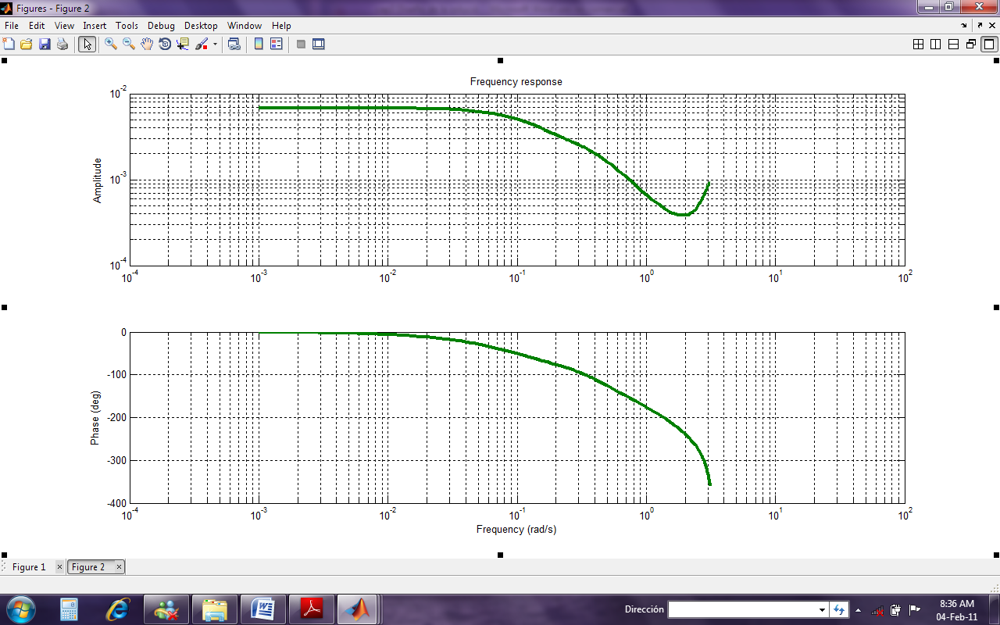 Figures - Figure 2
File Edit View Insert Tools Debug Desktop Window Help
Frequency response
10^-2
10^-3
10^-4
Amplitude
10^-4 10^-3 10^-2 10^-1 10^0 10^1 10^2
0
-100
-200
-300
-400
Phase (deg)
10^-4 10^-3 10^-2 10^-1 10^0 10^1 10^2
Frequency (rad/s)
Figure 1 Figure 2
Dirección
8:36 AM
04-Feb-11